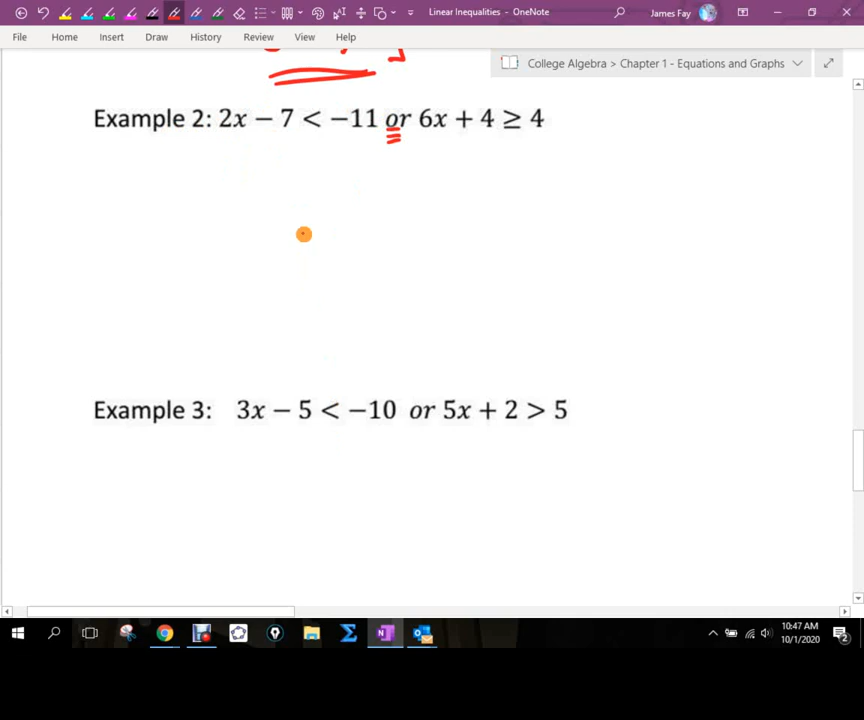 Linear Inequalities - OneNote
James Fay
File Home Insert Draw History Review View Help
College Algebra > Chapter 1 - Equations and Graphs
Example 2: 2x − 7 < −11 or 6x + 4 ≥ 4
Example 3: 3x − 5 < −10 or 5x + 2 > 5
10:47 AM
10/1/2020
2